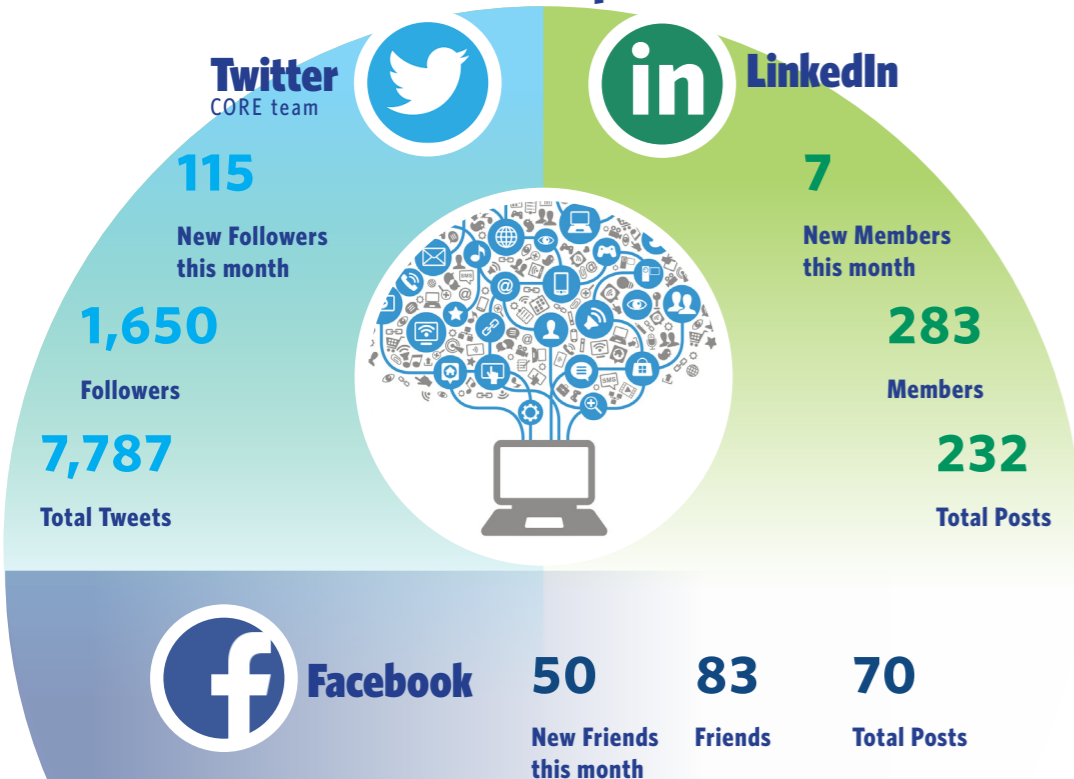 Twitter
CORE team
115
New Followers
this month
1,650
Followers
7,787
Total Tweets
in
LinkedIn
7
New Members
this month
283
Members
232
Total Posts
f
Facebook
50
New Friends
this month
83
Friends
70
Total Posts